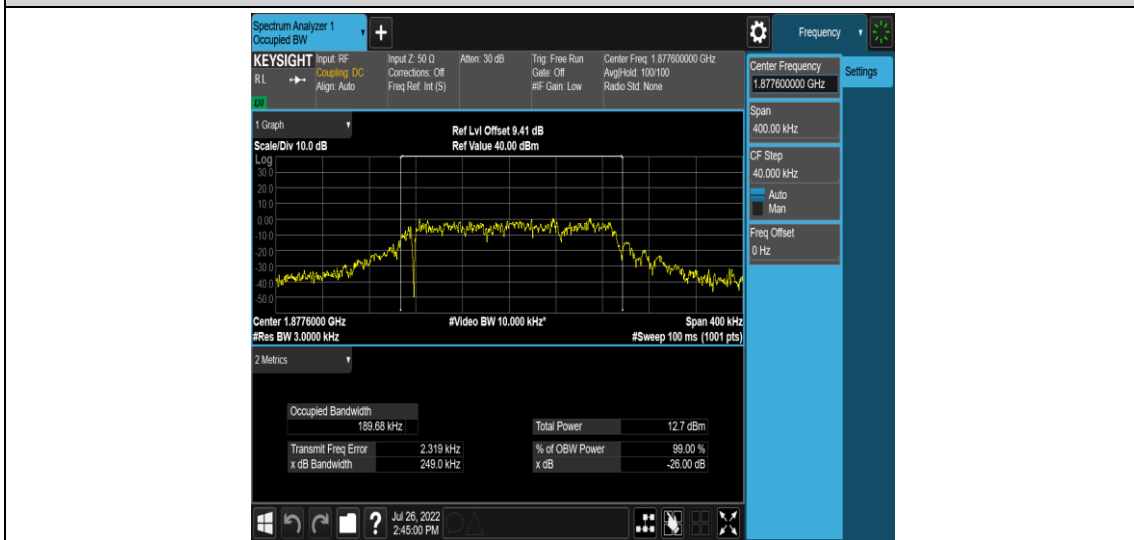 Spectrum Analyzer 1
Occupied BW
+
Frequency
KEYSIGHT
RL
Input: RF
Coupling: DC
Align: Auto
Input Z: 50 Ω
Corrections: Off
Freq Ref: Int (S)
Atten: 30 dB
Trig: Free Run
Gate: Off
#IF Gain: Low
Center Freq: 1.877600000 GHz
Avg|Hold: 100/100
Radio Std: None
Center Frequency
1.877600000 GHz
Settings
Span
400.00 kHz
CF Step
40.000 kHz
Auto
Man
Freq Offset
0 Hz
1 Graph
Scale/Div 10.0 dB
Ref Lvl Offset 9.41 dB
Ref Value 40.00 dBm
Log
30.0
20.0
10.0
0.00
-10.0
-20.0
-30.0
-40.0
-50.0
Center 1.8776000 GHz
#Video BW 10.000 kHz*
Span 400 kHz
#Res BW 3.0000 kHz
#Sweep 100 ms (1001 pts)
2 Metrics
Occupied Bandwidth
189.68 kHz
Total Power 12.7 dBm
Transmit Freq Error 2.319 kHz
% of OBW Power 99.00 %
x dB Bandwidth 249.0 kHz
x dB -26.00 dB
?
Jul 26, 2022
2:45:00 PM